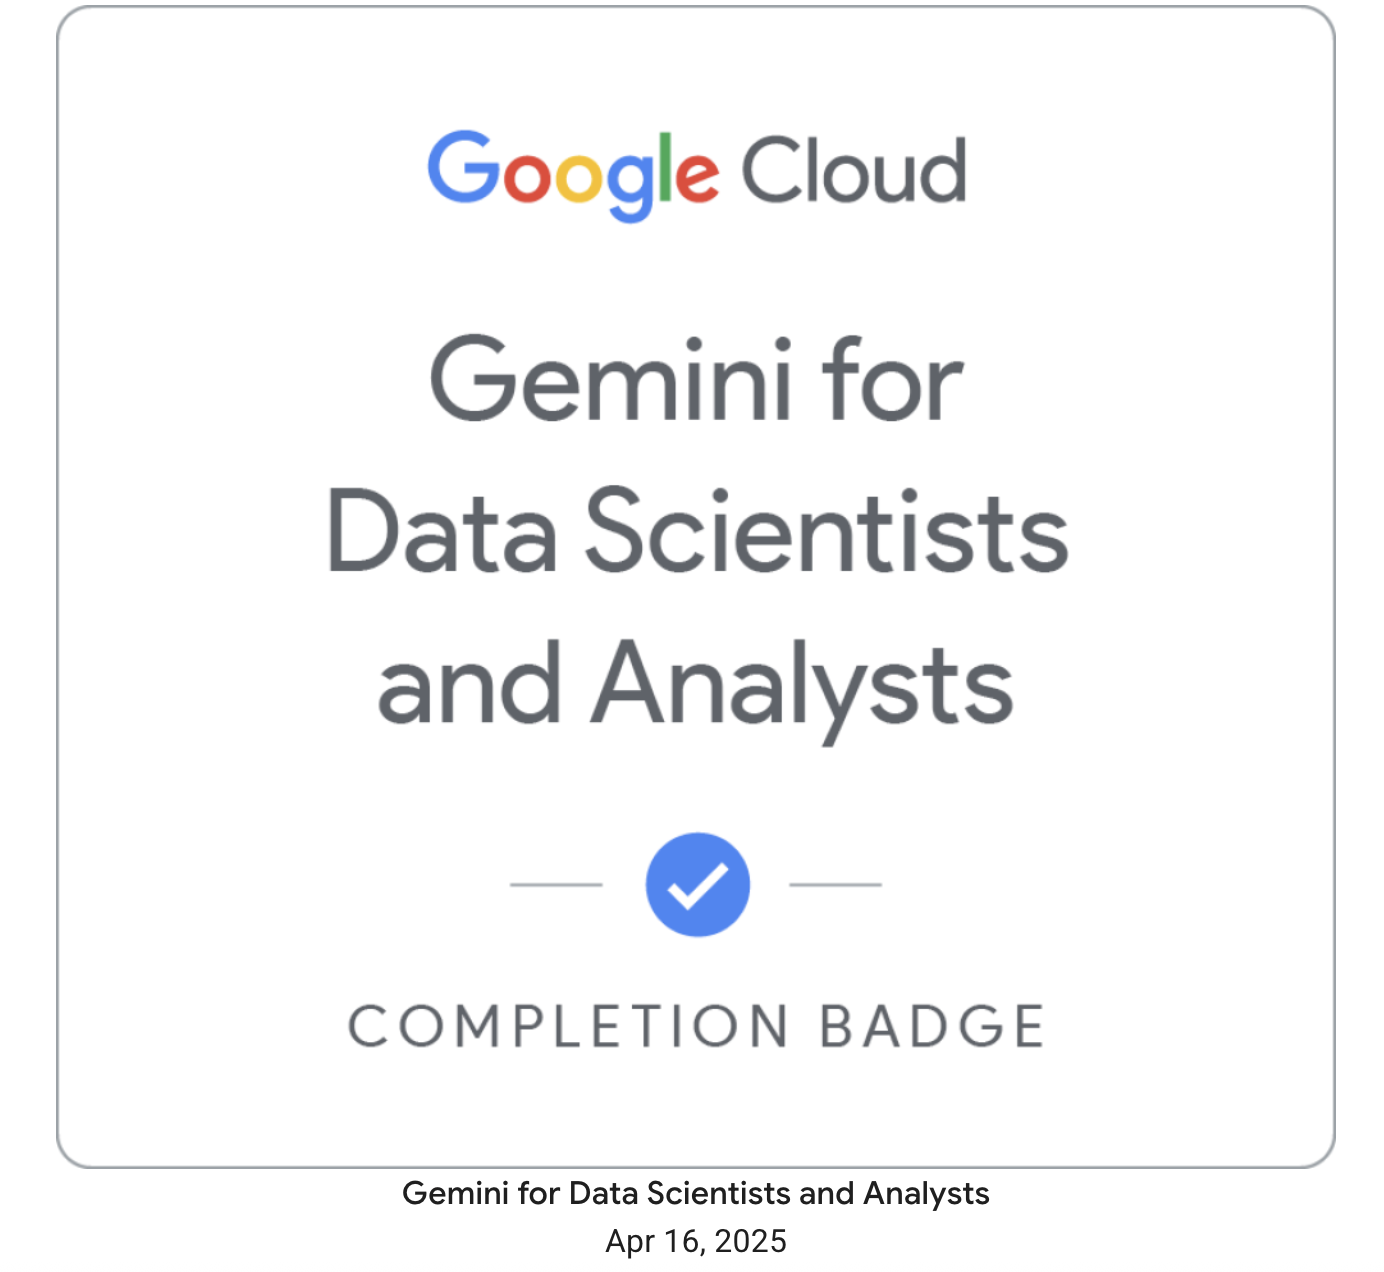 Google Cloud
Gemini for
Data Scientists
and Analysts
COMPLETION BADGE
Gemini for Data Scientists and Analysts
Apr 16, 2025